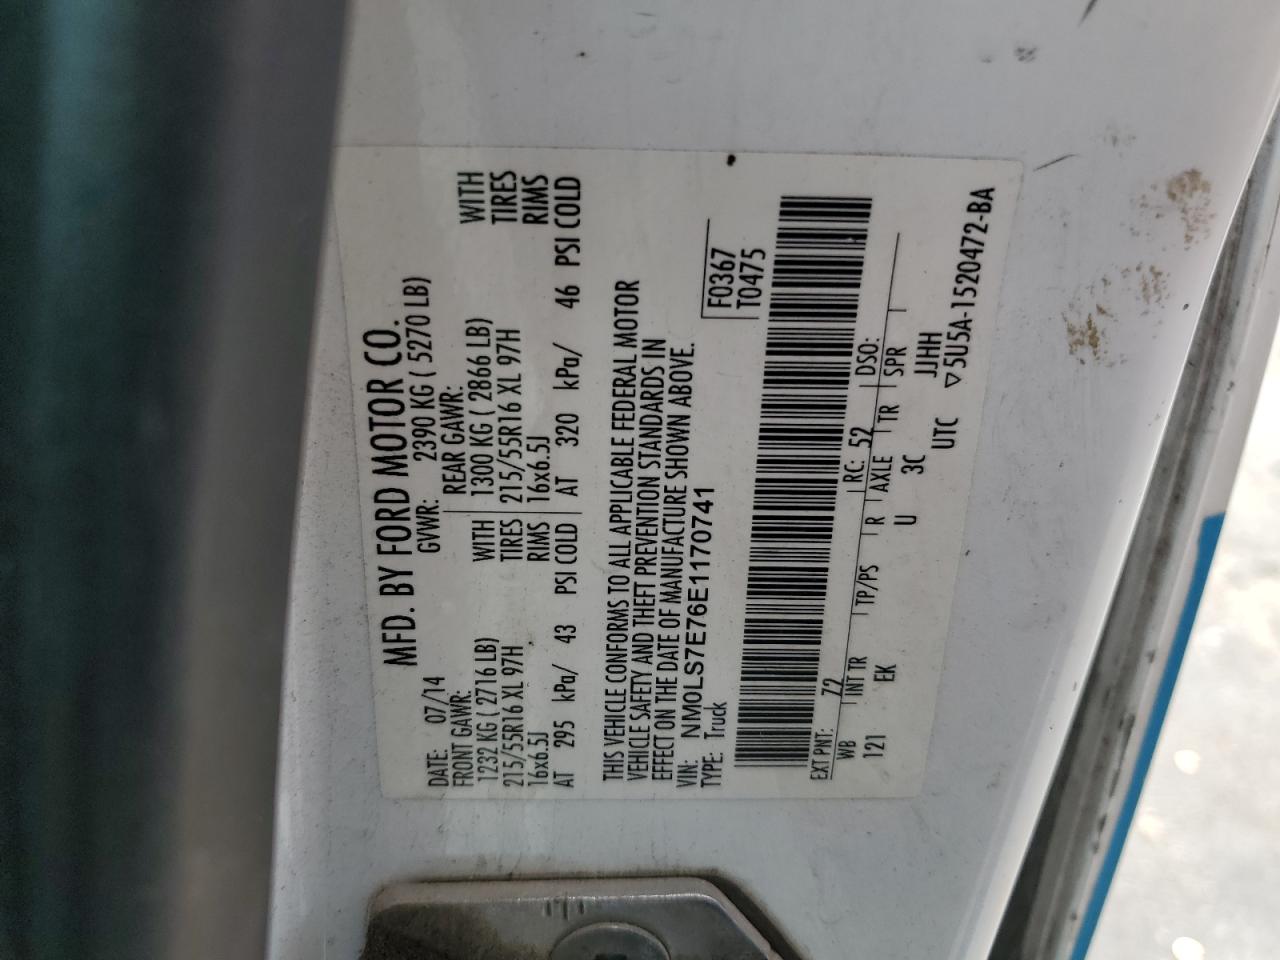 MFD. BY FORD MOTOR CO.
DATE: 07/14 GVWR: 2390 KG ( 5270 LB)
FRONT GAWR: REAR GAWR:
1232 KG ( 2716 LB) WITH 1300 KG ( 2866 LB) WITH
215/55R16 XL 97H TIRES 215/55R16 XL 97H TIRES
16x6.5J RIMS 16x6.5J RIMS
AT 295 kPa/ 43 PSI COLD AT 320 kPa/ 46 PSI COLD
THIS VEHICLE CONFORMS TO ALL APPLICABLE FEDERAL MOTOR
VEHICLE SAFETY AND THEFT PREVENTION STANDARDS IN
EFFECT ON THE DATE OF MANUFACTURE SHOWN ABOVE.
VIN: NM0LS7E76E1170741 F0367
TYPE: Truck T0475
EXT PNT: 72 RC: 52 DSO:
WB INT TR TP/PS R AXLE TR SPR
121 EK U 3C JJHH
UTC ▽5U5A-1520472-BA